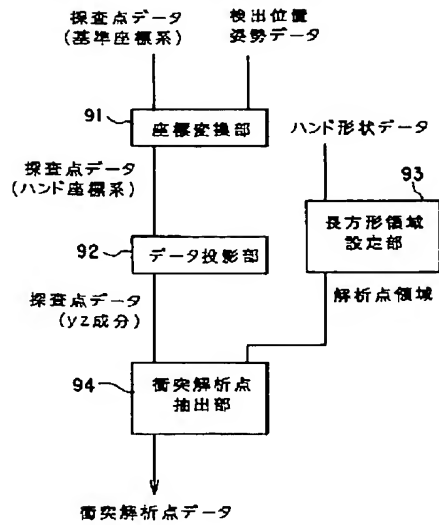 探査点データ
(基準座標系)
検出位置
姿勢データ
91
座標変換部
ハンド形状データ
探査点データ
(ハンド座標系)
93
長方形領域
設定部
92
データ投影部
解析点領域
探査点データ
(yz成分)
94
衝突解析点
抽出部
衝突解析点データ